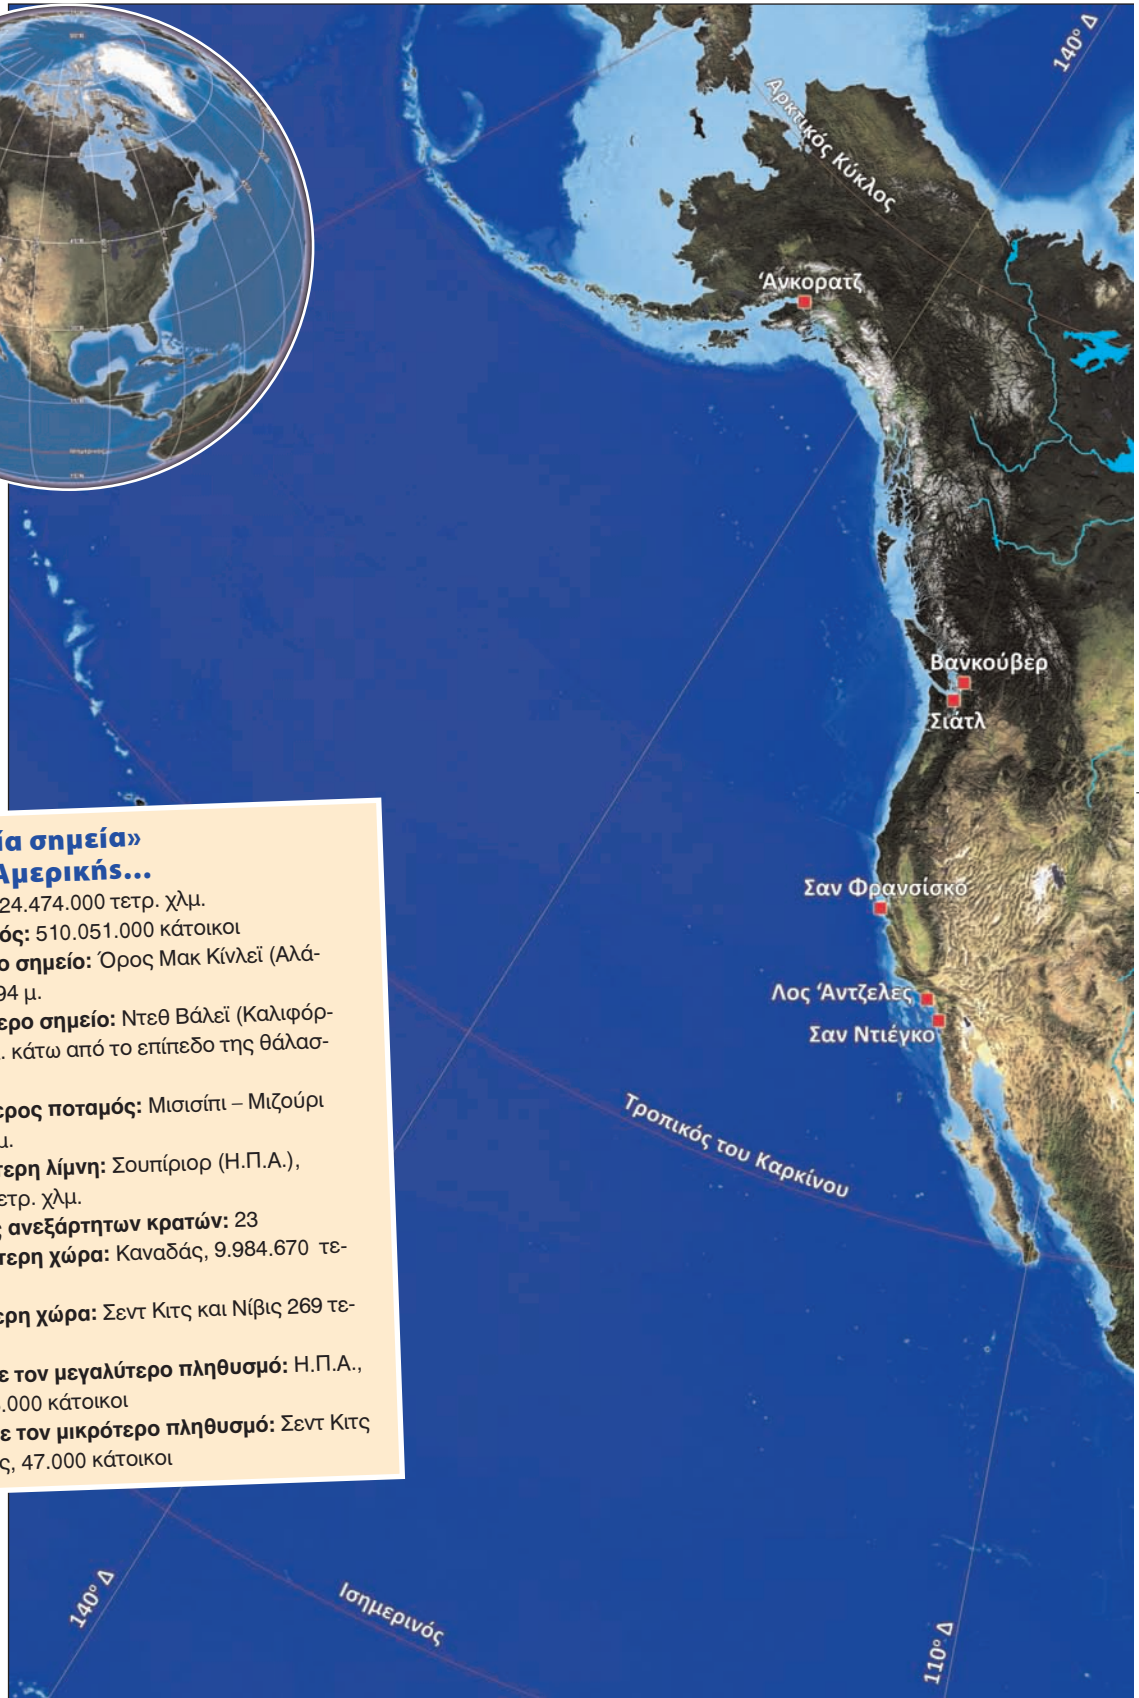 140° Δ
Αρκτικός Κύκλος
‘Ανκορατζ
Βανκούβερ
Σιάτλ
Σαν Φρανσίσκο
Λος ‘Αντζελες
Σαν Ντιέγκο
Τροπικός του Καρκίνου
ία σημεία»
Αμερικής...
24.474.000 τετρ. χλμ.
ός: 510.051.000 κάτοικοι
ο σημείο: Όρος Μακ Κίνλεϊ (Αλά-
94 μ.
ερο σημείο: Ντεθ Βάλεϊ (Καλιφόρ-
. κάτω από το επίπεδο της θάλασ-
ερος ποταμός: Μισισίπι – Μιζούρι
μ.
τερη λίμνη: Σουπίριορ (Η.Π.Α.),
ετρ. χλμ.
ς ανεξάρτητων κρατών: 23
τερη χώρα: Καναδάς, 9.984.670 τε-
ερη χώρα: Σεντ Κιτς και Νίβις 269 τε-
ε τον μεγαλύτερο πληθυσμό: Η.Π.Α.,
.000 κάτοικοι
ε τον μικρότερο πληθυσμό: Σεντ Κιτς
ς, 47.000 κάτοικοι
140° Δ
Ισημερινός
110° Δ